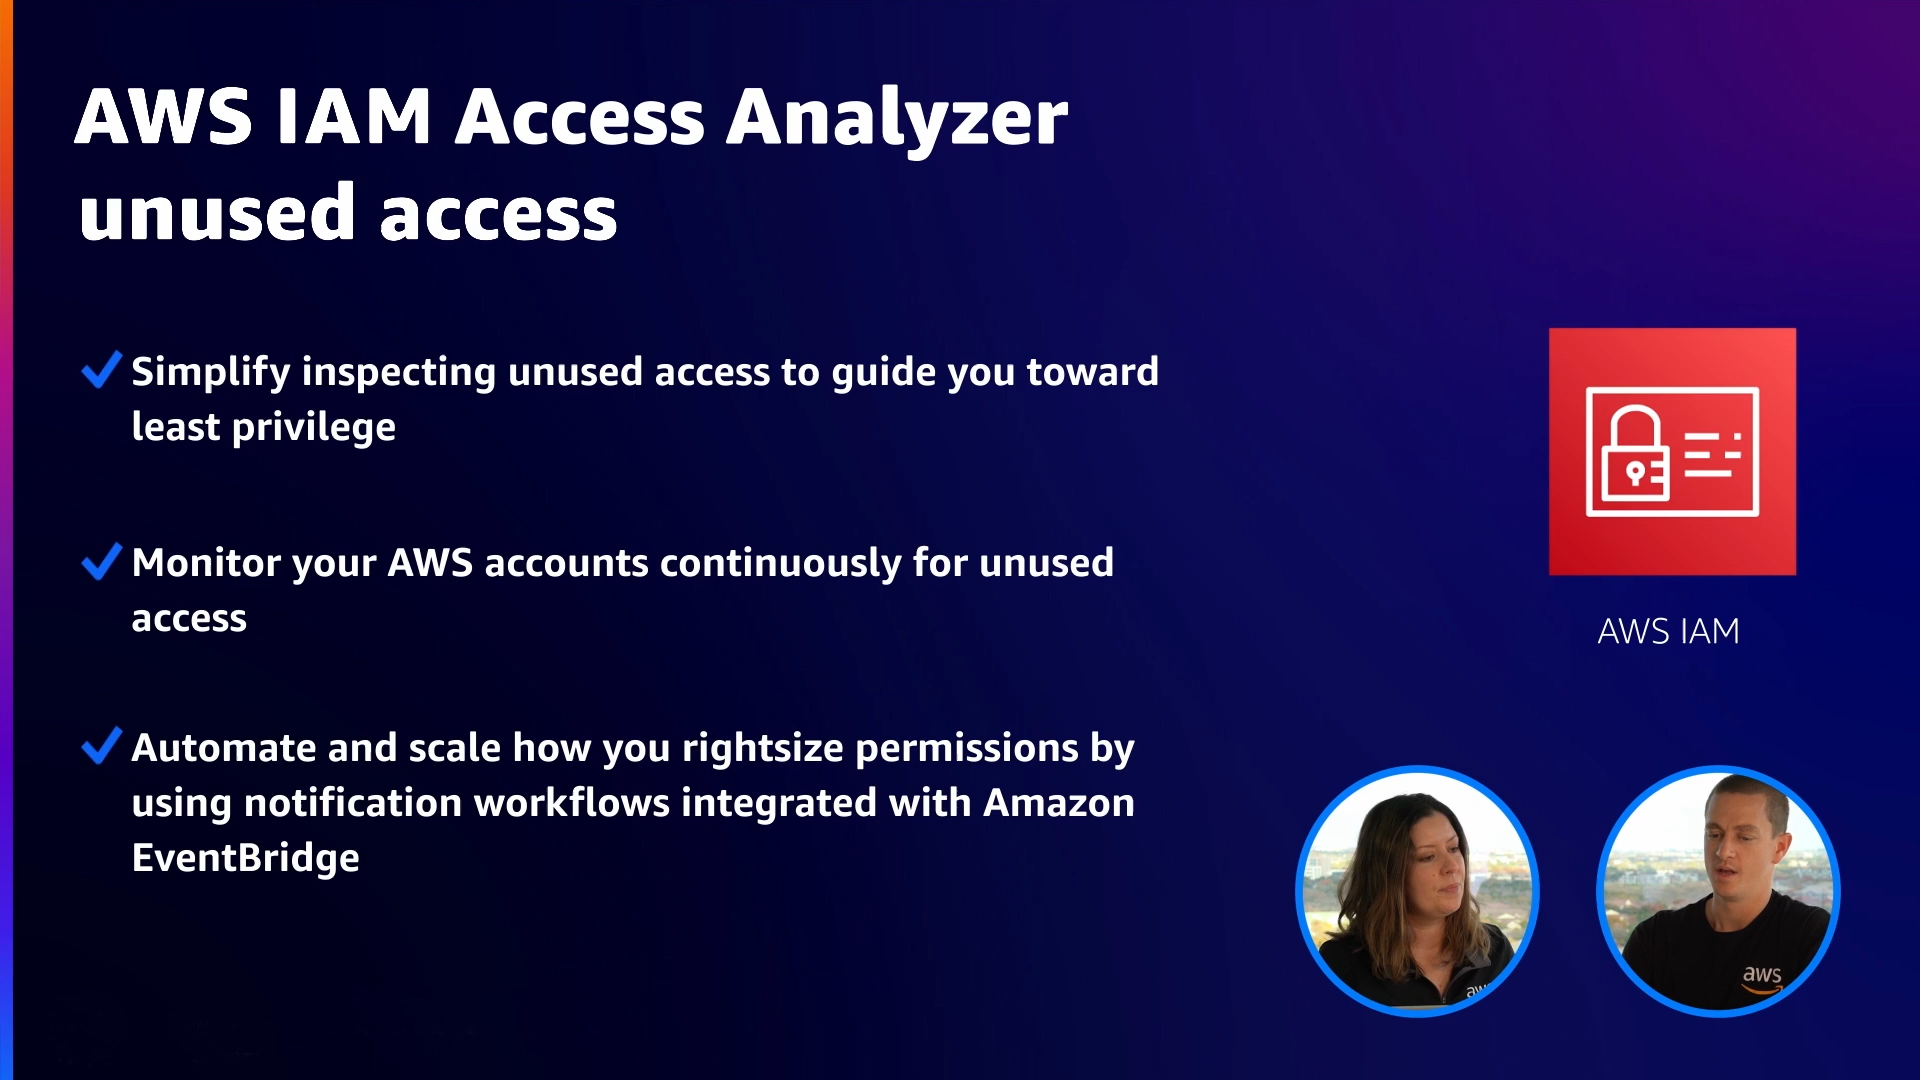 AWS IAM Access Analyzer
unused access
Simplify inspecting unused access to guide you toward
least privilege
Monitor your AWS accounts continuously for unused
access
Automate and scale how you rightsize permissions by
using notification workflows integrated with Amazon
EventBridge
AWS IAM
aws
aws